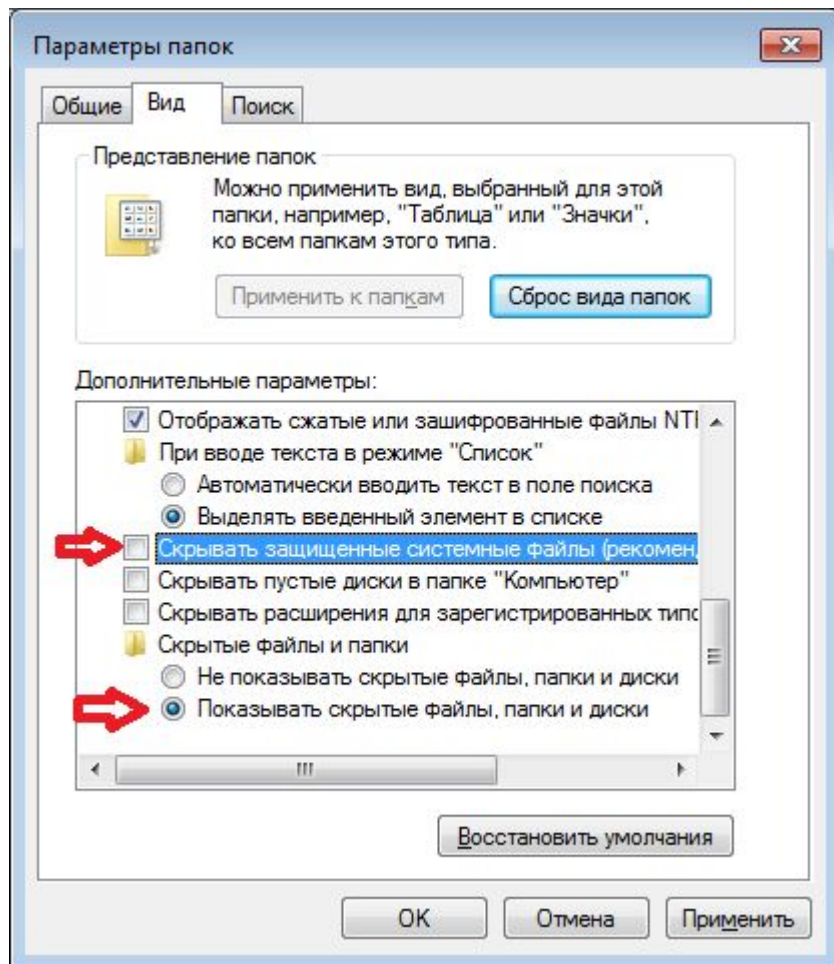 Параметры папок
Общие Вид Поиск
Представление папок
Можно применить вид, выбранный для этой
папки, например, "Таблица" или "Значки",
ко всем папкам этого типа.
Применить к папкам Сброс вида папок
Дополнительные параметры:
Отображать сжатые или зашифрованные файлы NTI
При вводе текста в режиме "Список"
Автоматически вводить текст в поле поиска
Выделять введенный элемент в списке
Скрывать защищенные системные файлы (рекомен,
Скрывать пустые диски в папке "Компьютер"
Скрывать расширения для зарегистрированных типо
Скрытые файлы и папки
Не показывать скрытые файлы, папки и диски
Показывать скрытые файлы, папки и диски
Восстановить умолчания
ОК Отмена Применить